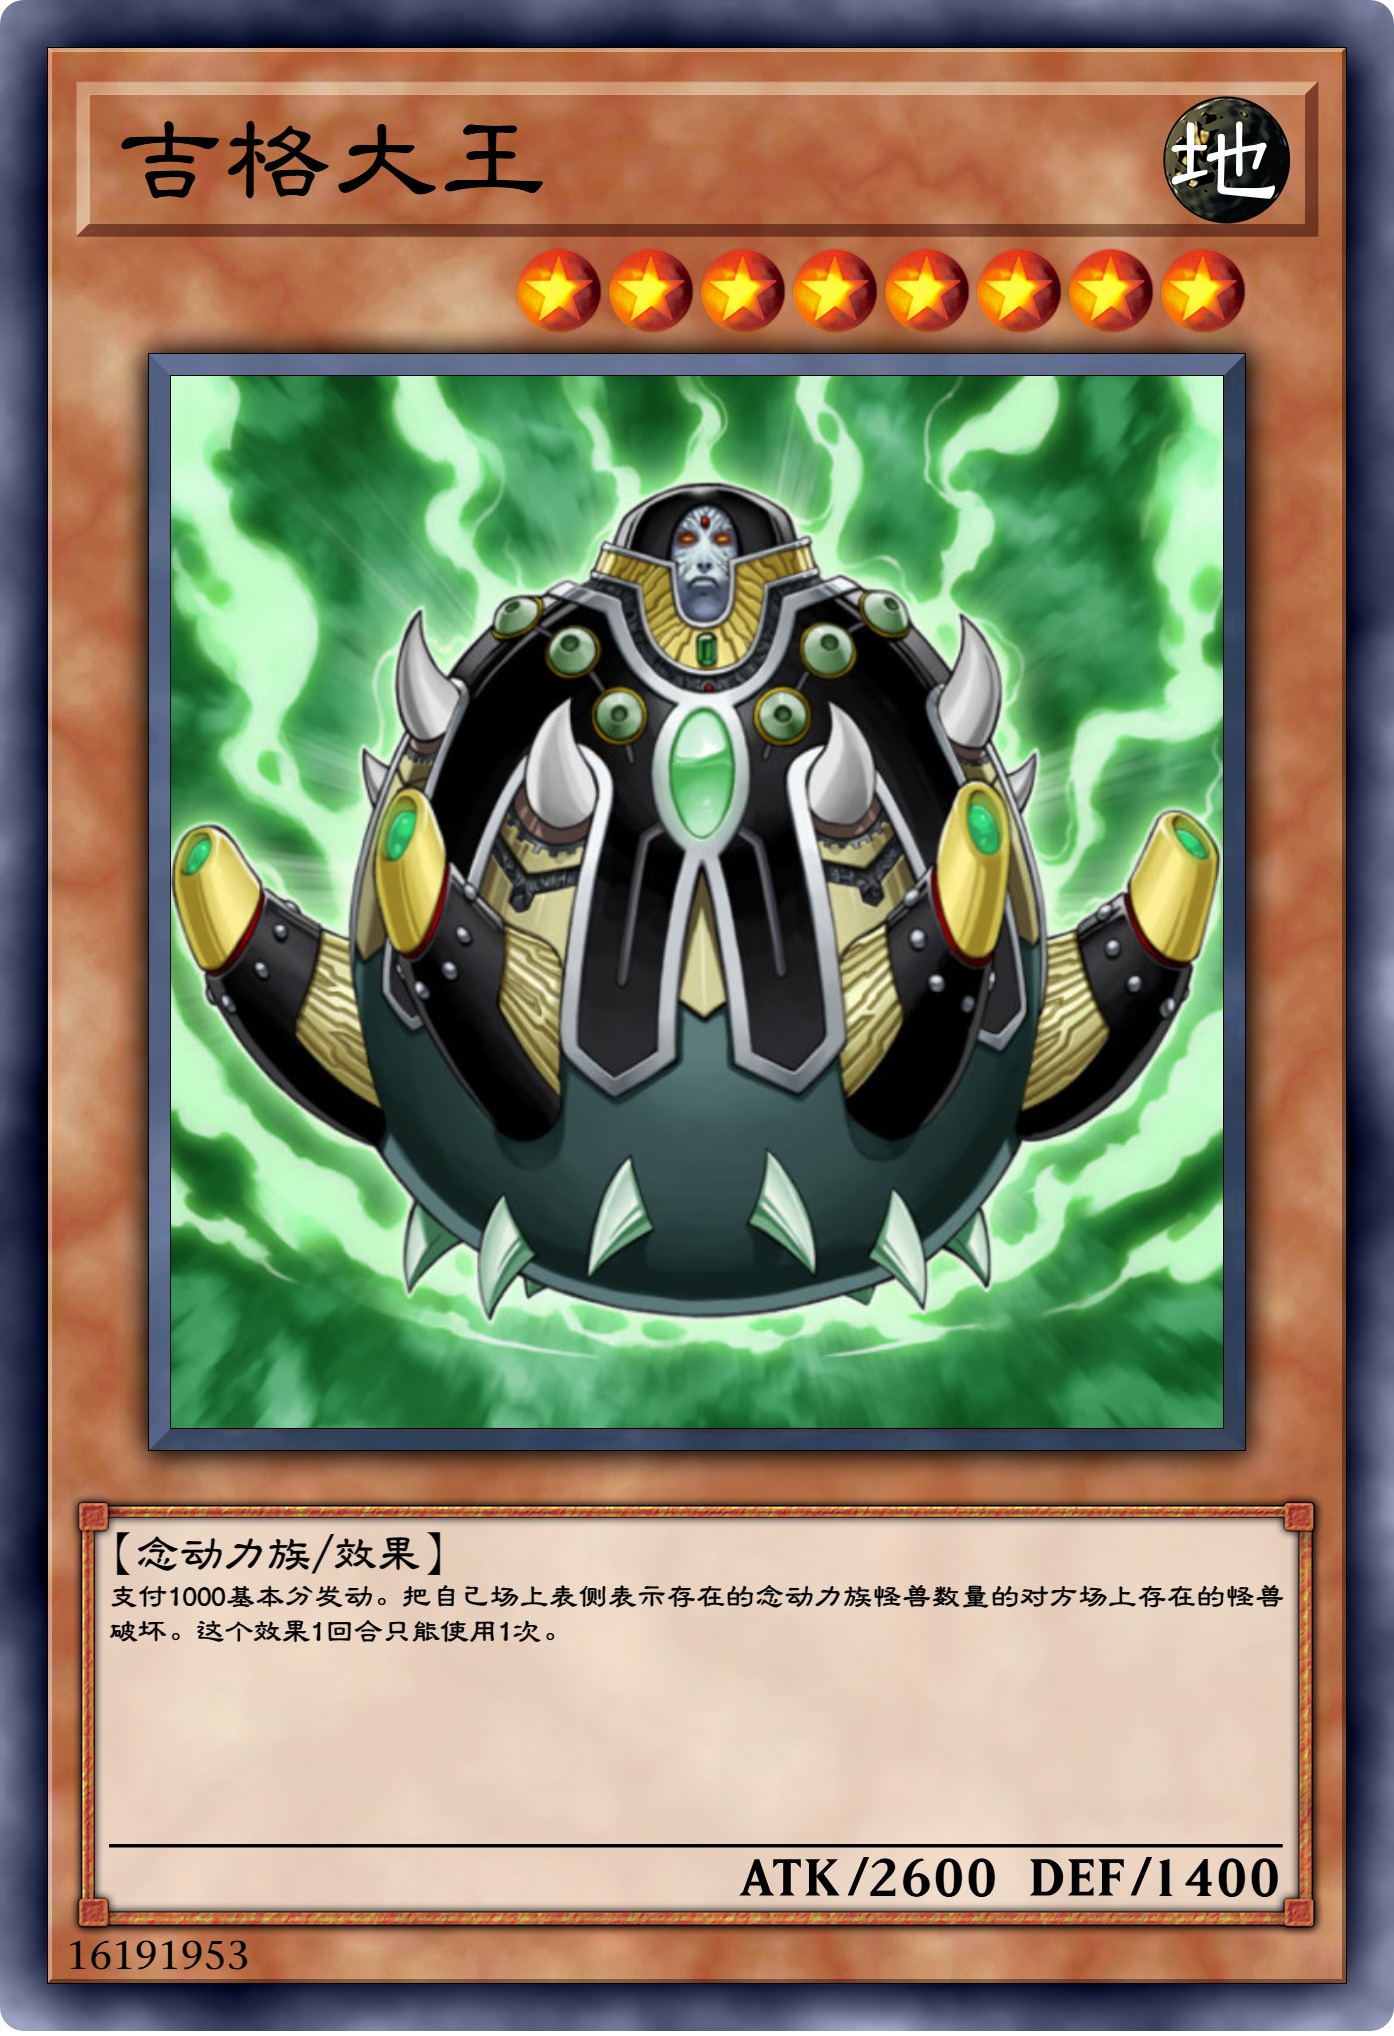 吉格大王
地
【念动力族/效果】
支付1000基本分发动。把自己场上表侧表示存在的念动力族怪兽数量的对方场上存在的怪兽
破坏。这个效果1回合只能使用1次。
ATK/2600 DEF/1400
16191953